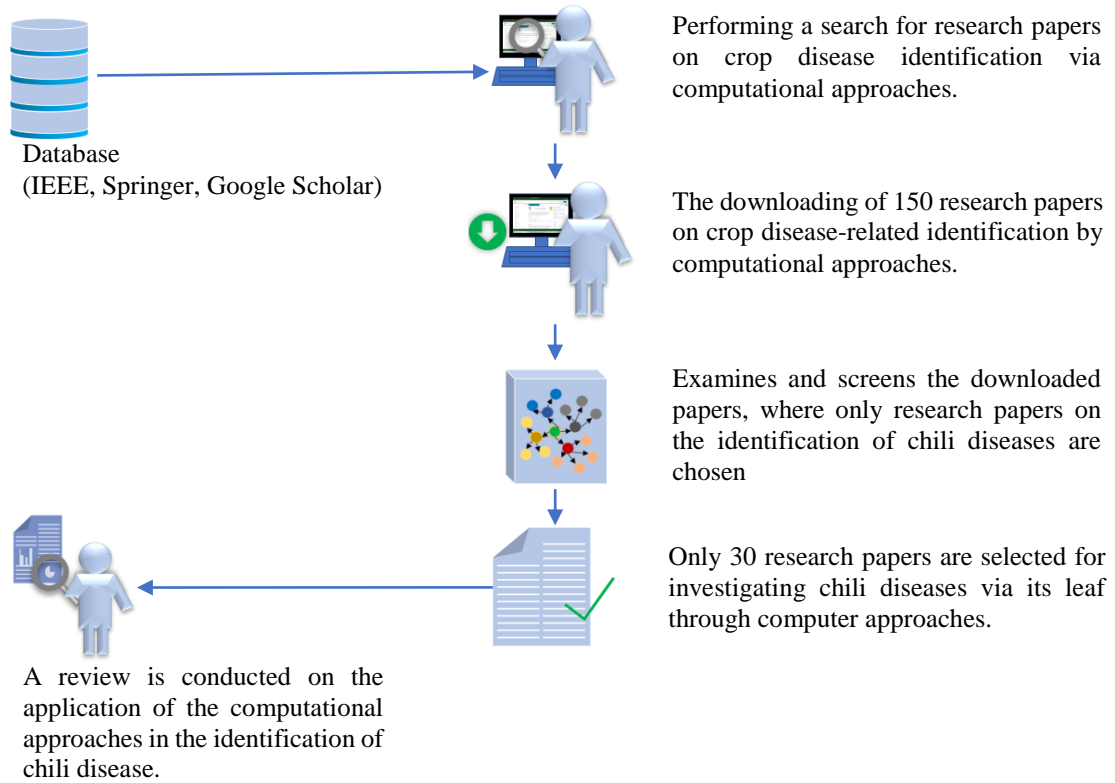 Performing a search for research papers
on crop disease identification via
computational approaches.
Database
(IEEE, Springer, Google Scholar)
The downloading of 150 research papers
on crop disease-related identification by
computational approaches.
Examines and screens the downloaded
papers, where only research papers on
the identification of chili diseases are
chosen
Only 30 research papers are selected for
investigating chili diseases via its leaf
through computer approaches.
A review is conducted on the
application of the computational
approaches in the identification of
chili disease.